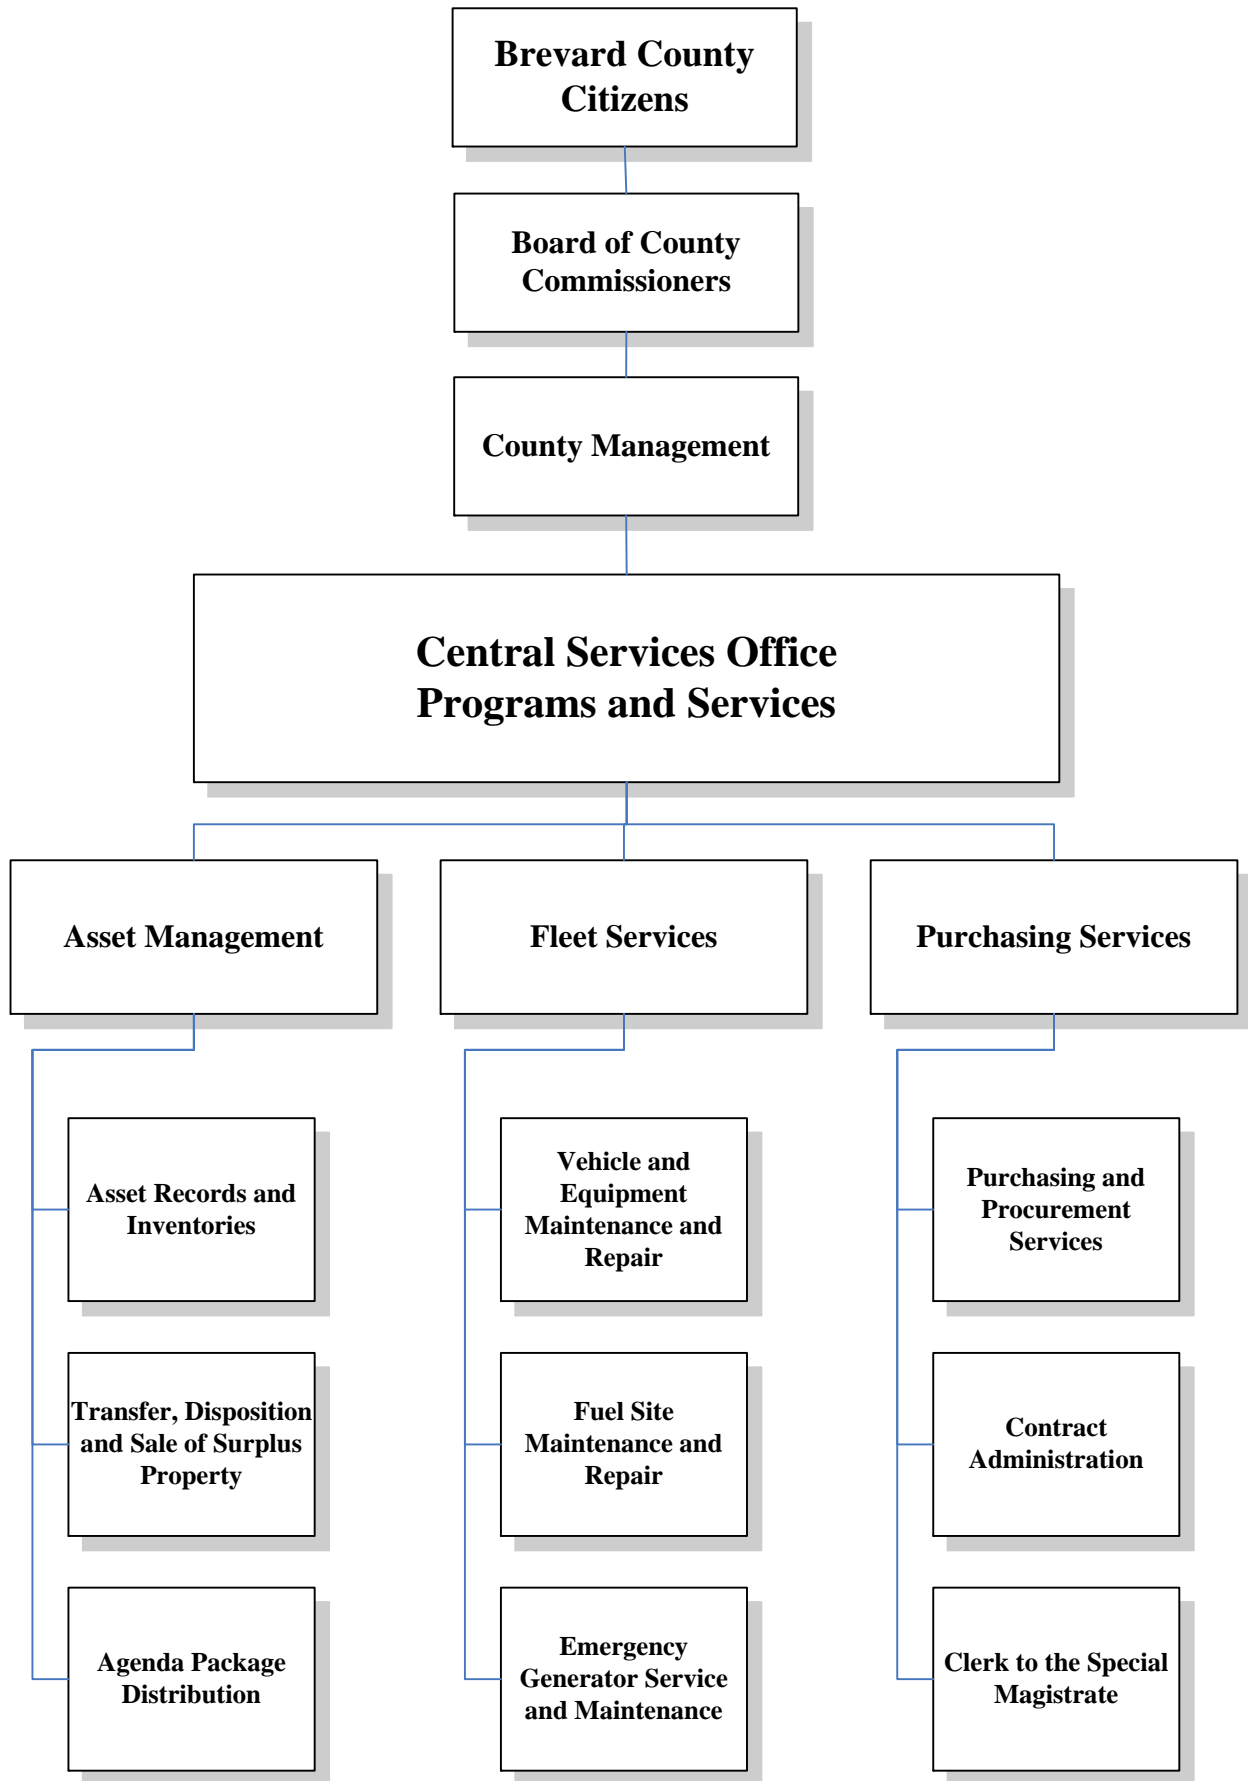 Brevard County
Citizens
Board of County
Commissioners
County Management
Central Services Office
Programs and Services
Asset Management
Fleet Services
Purchasing Services
Asset Records and
Inventories
Vehicle and
Equipment
Maintenance and
Repair
Purchasing and
Procurement
Services
Transfer, Disposition
and Sale of Surplus
Property
Fuel Site
Maintenance and
Repair
Contract
Administration
Agenda Package
Distribution
Emergency
Generator Service
and Maintenance
Clerk to the Special
Magistrate